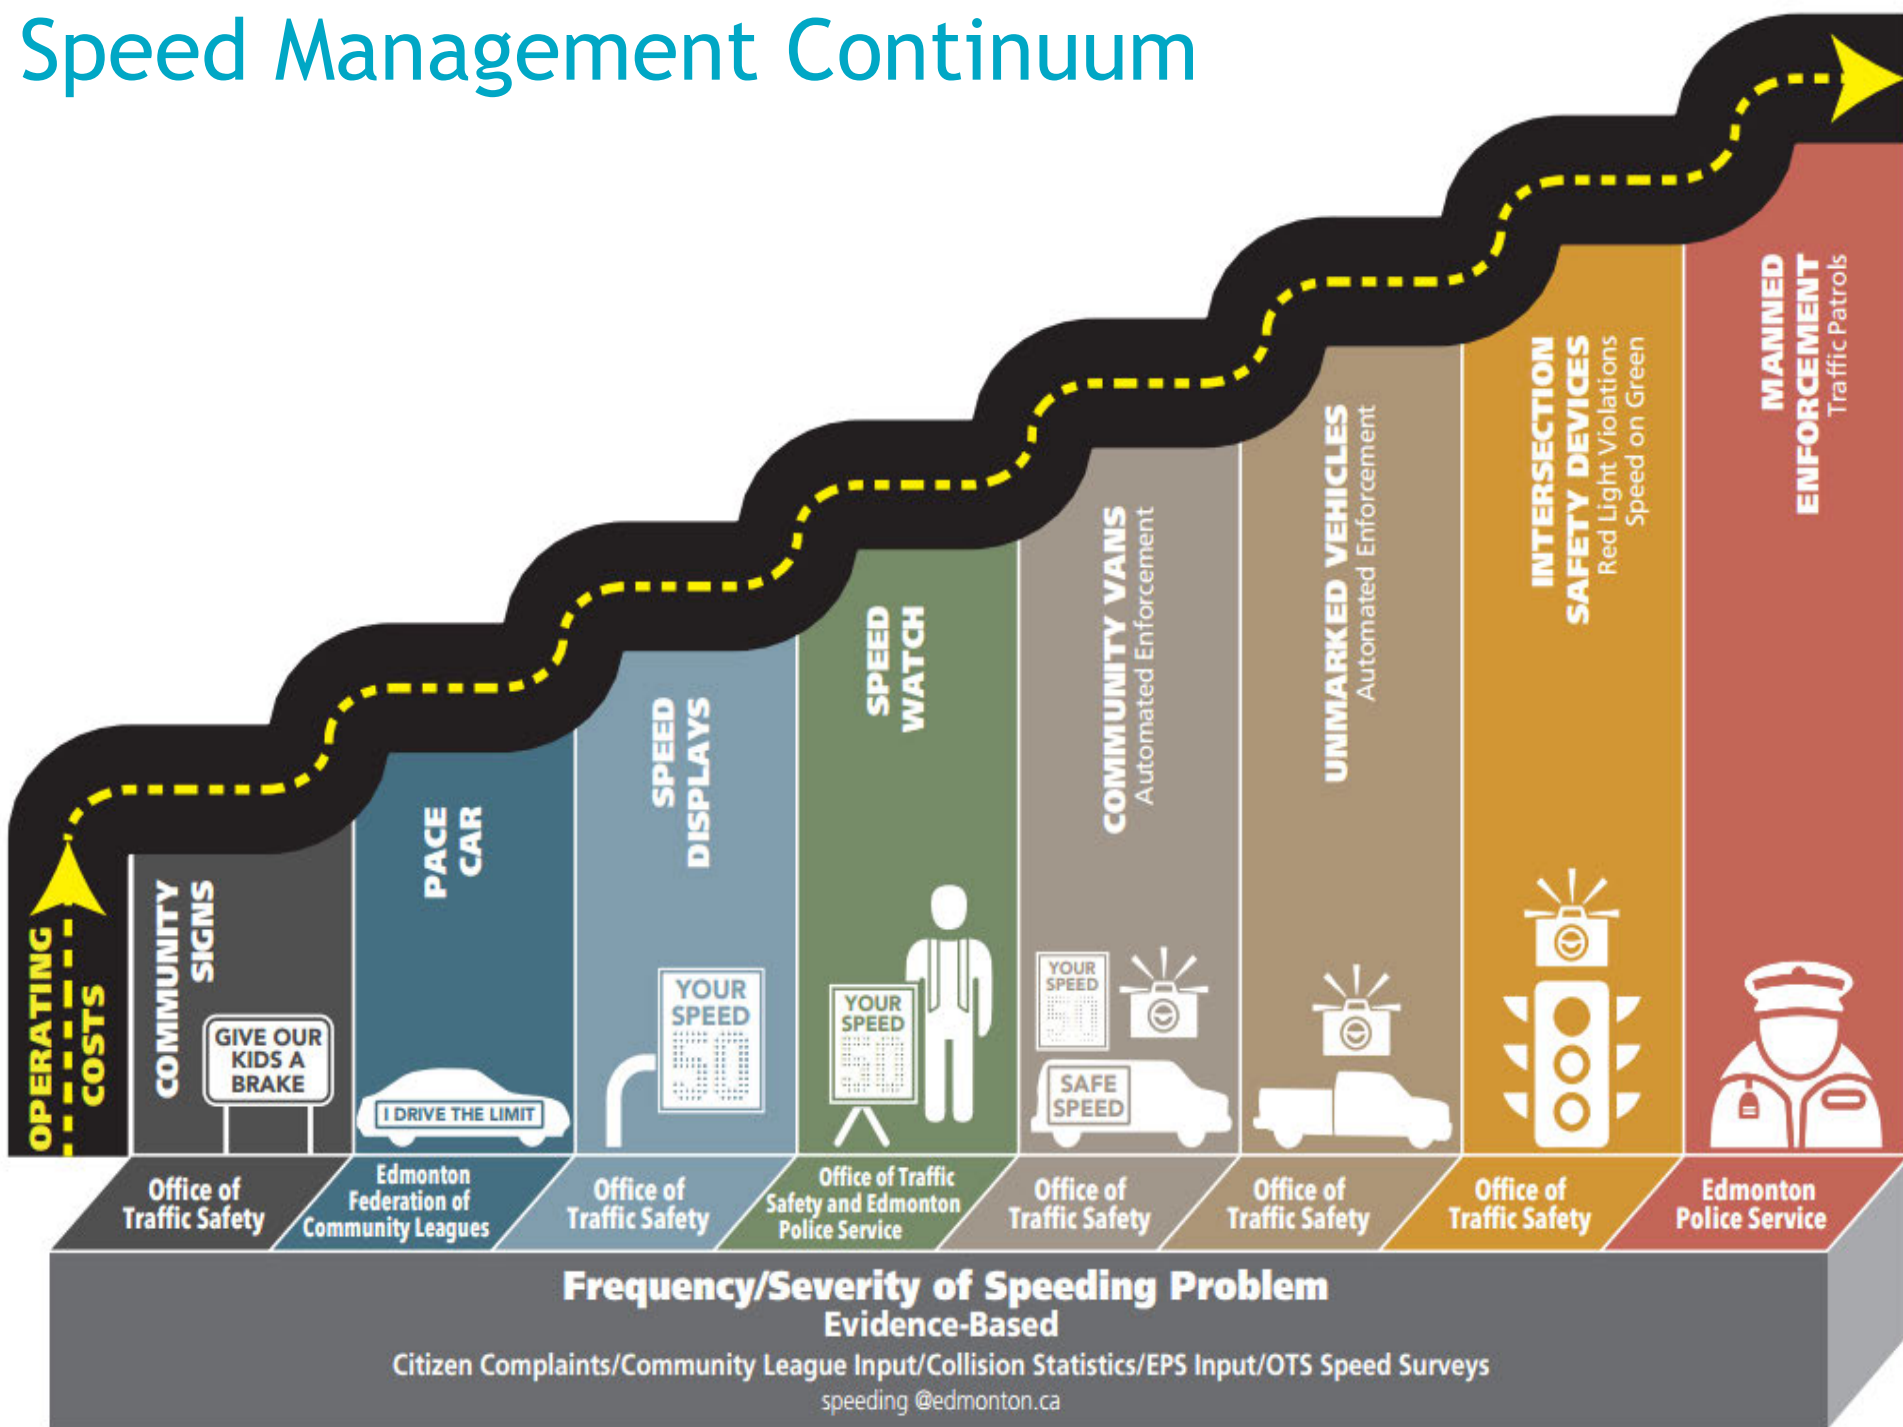 Speed Management Continuum
OPERATING
COSTS
COMMUNITY
SIGNS
GIVE OUR
KIDS A
BRAKE
PACE
CAR
I DRIVE THE LIMIT
SPEED
DISPLAYS
YOUR
SPEED
50
SPEED
WATCH
YOUR
SPEED
50
COMMUNITY VANS
Automated Enforcement
YOUR
SPEED
50
SAFE
SPEED
UNMARKED VEHICLES
Automated Enforcement
INTERSECTION
SAFETY DEVICES
Red Light Violations
Speed on Green
MANNED
ENFORCEMENT
Traffic Patrols
Office of
Traffic Safety
Edmonton
Federation of
Community Leagues
Office of
Traffic Safety
Office of Traffic
Safety and Edmonton
Police Service
Office of
Traffic Safety
Office of
Traffic Safety
Office of
Traffic Safety
Edmonton
Police Service
Frequency/Severity of Speeding Problem
Evidence-Based
Citizen Complaints/Community League Input/Collision Statistics/EPS Input/OTS Speed Surveys
speeding @edmonton.ca